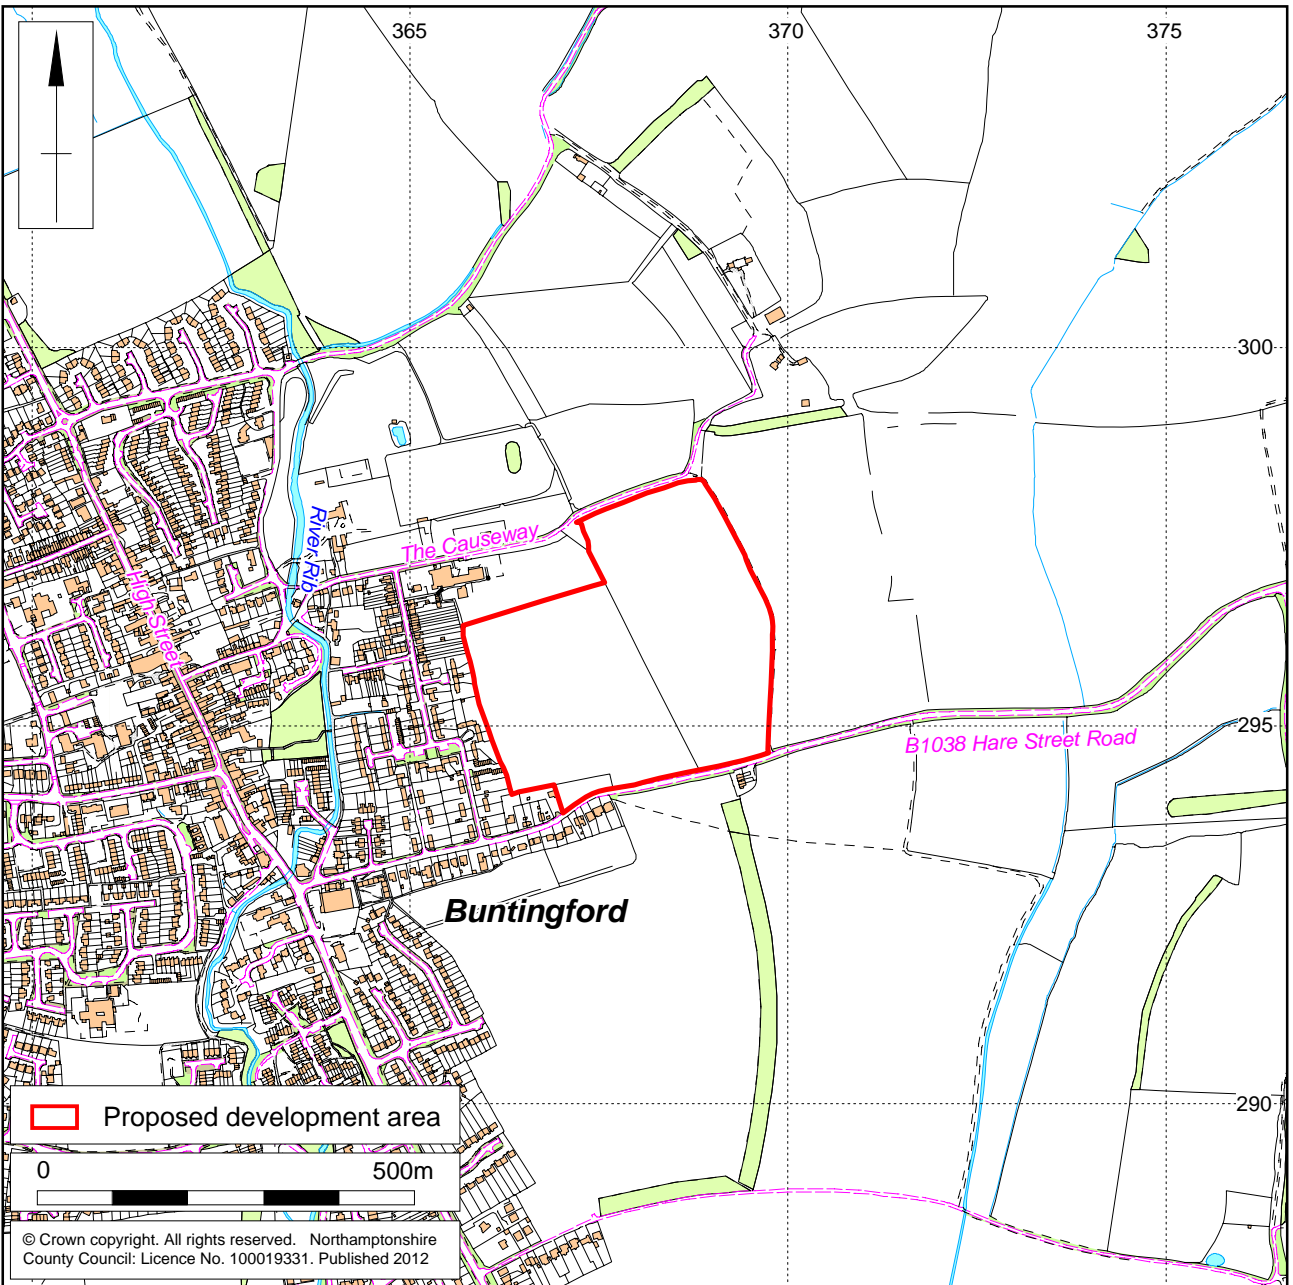 365
370
375
300
River Rib
The Causeway
High Street
295
B1038 Hare Street Road
Buntingford
290
Proposed development area
0 500m
© Crown copyright. All rights reserved. Northamptonshire
County Council: Licence No. 100019331. Published 2012